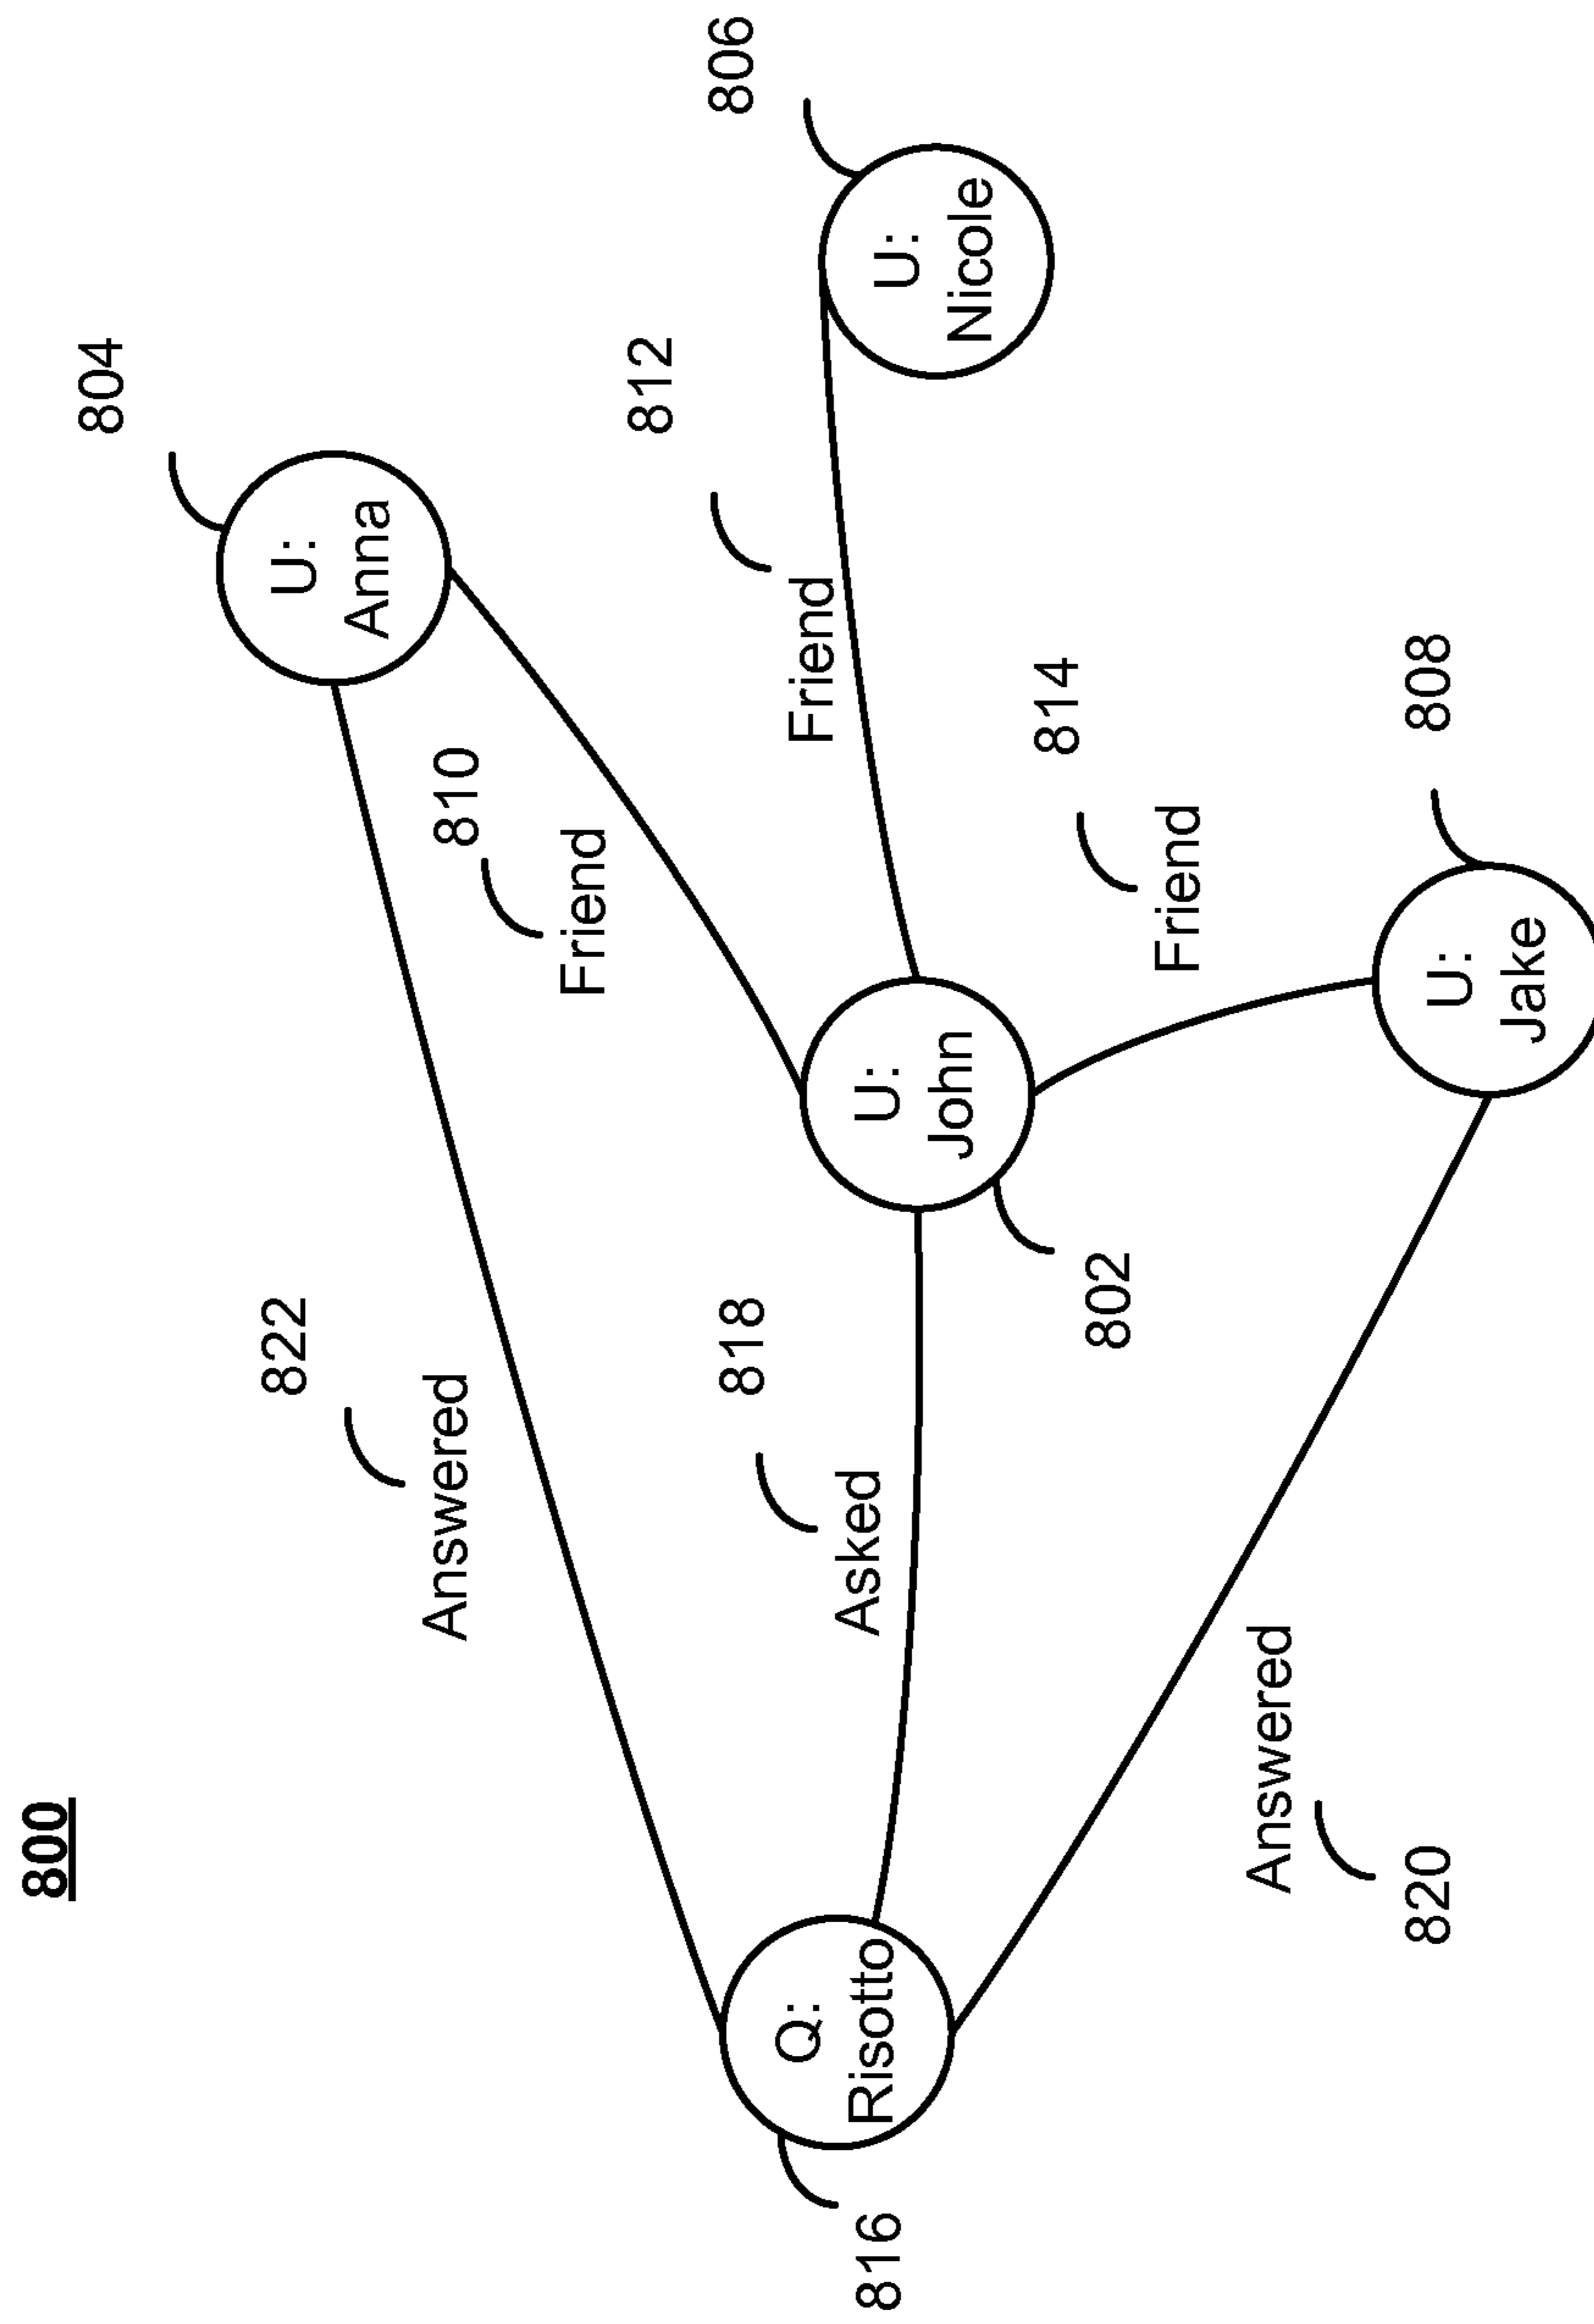 800
804
822
U:
Anna
Answered
810
Friend
812
806
818
Friend
Q:
Risotto
Asked
U:
John
U:
Nicole
816
814
802
Friend
Answered
820
808
U:
Jake